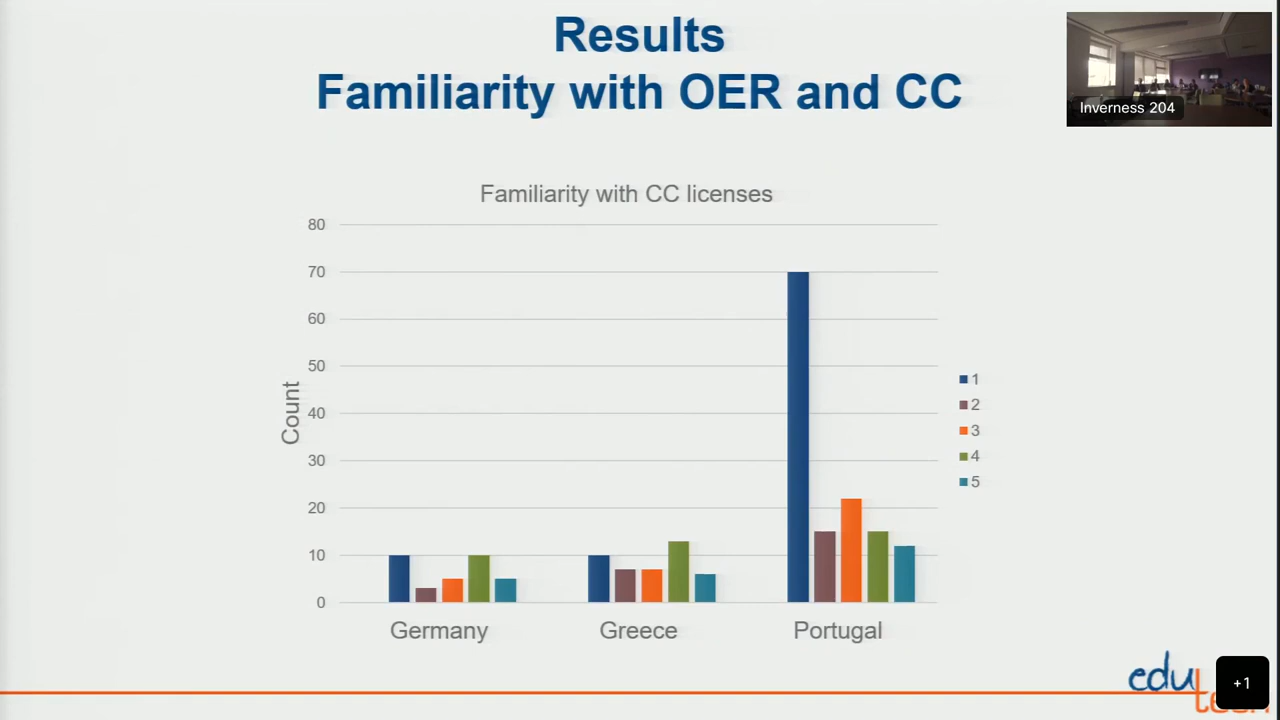 Results
Familiarity with OER and CC
Inverness 204
Familiarity with CC licenses
80
70
60
50
40
30
20
10
0
Count
1
2
3
4
5
Germany
Greece
Portugal
edu
+1